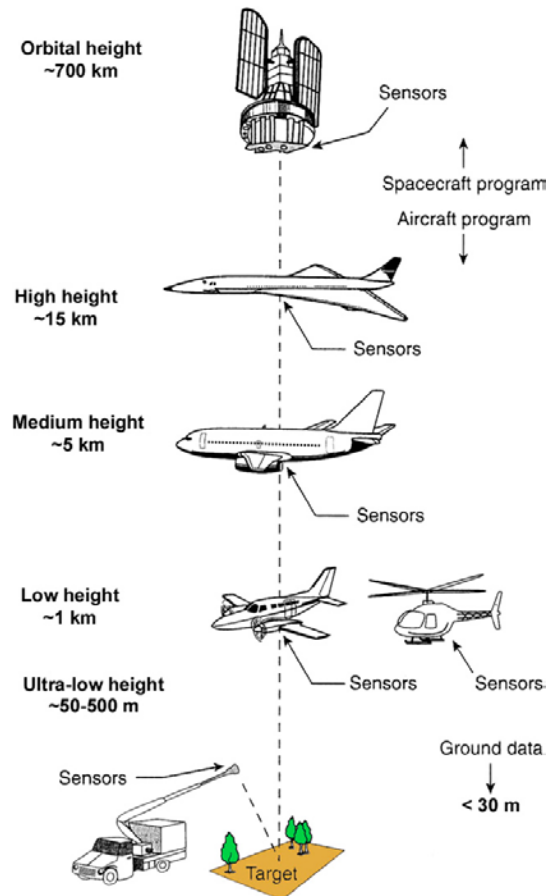 Orbital height
~700 km
Sensors
Spacecraft program
Aircraft program
High height
~15 km
Sensors
Medium height
~5 km
Sensors
Low height
~1 km
Sensors
Sensors
Ultra-low height
~50-500 m
Ground data
< 30 m
Sensors
Target